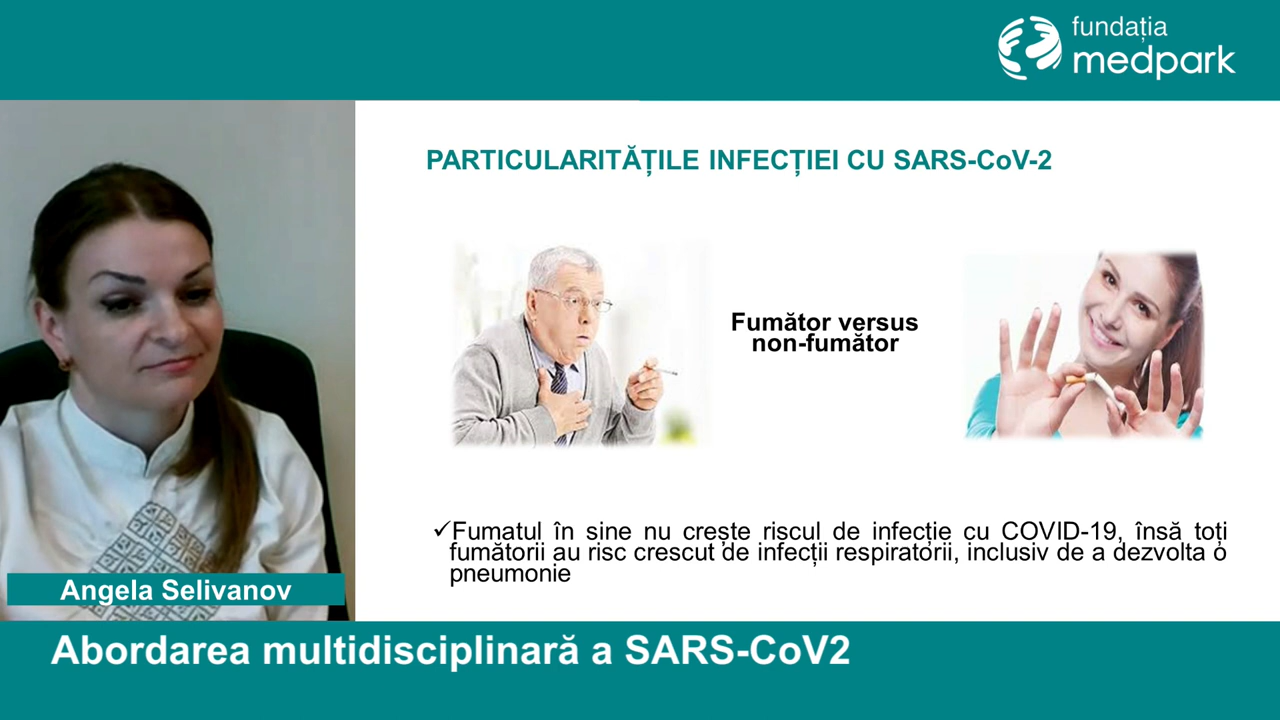 fundația
medpark
PARTICULARITĂȚILE INFECȚIEI CU SARS-CoV-2
Fumător versus
non-fumător
✓Fumatul în sine nu crește riscul de infecție cu COVID-19, însă toți
fumătorii au risc crescut de infecții respiratorii, inclusiv de a dezvolta o
pneumonie
Angela Selivanov
Abordarea multidisciplinară a SARS-CoV2